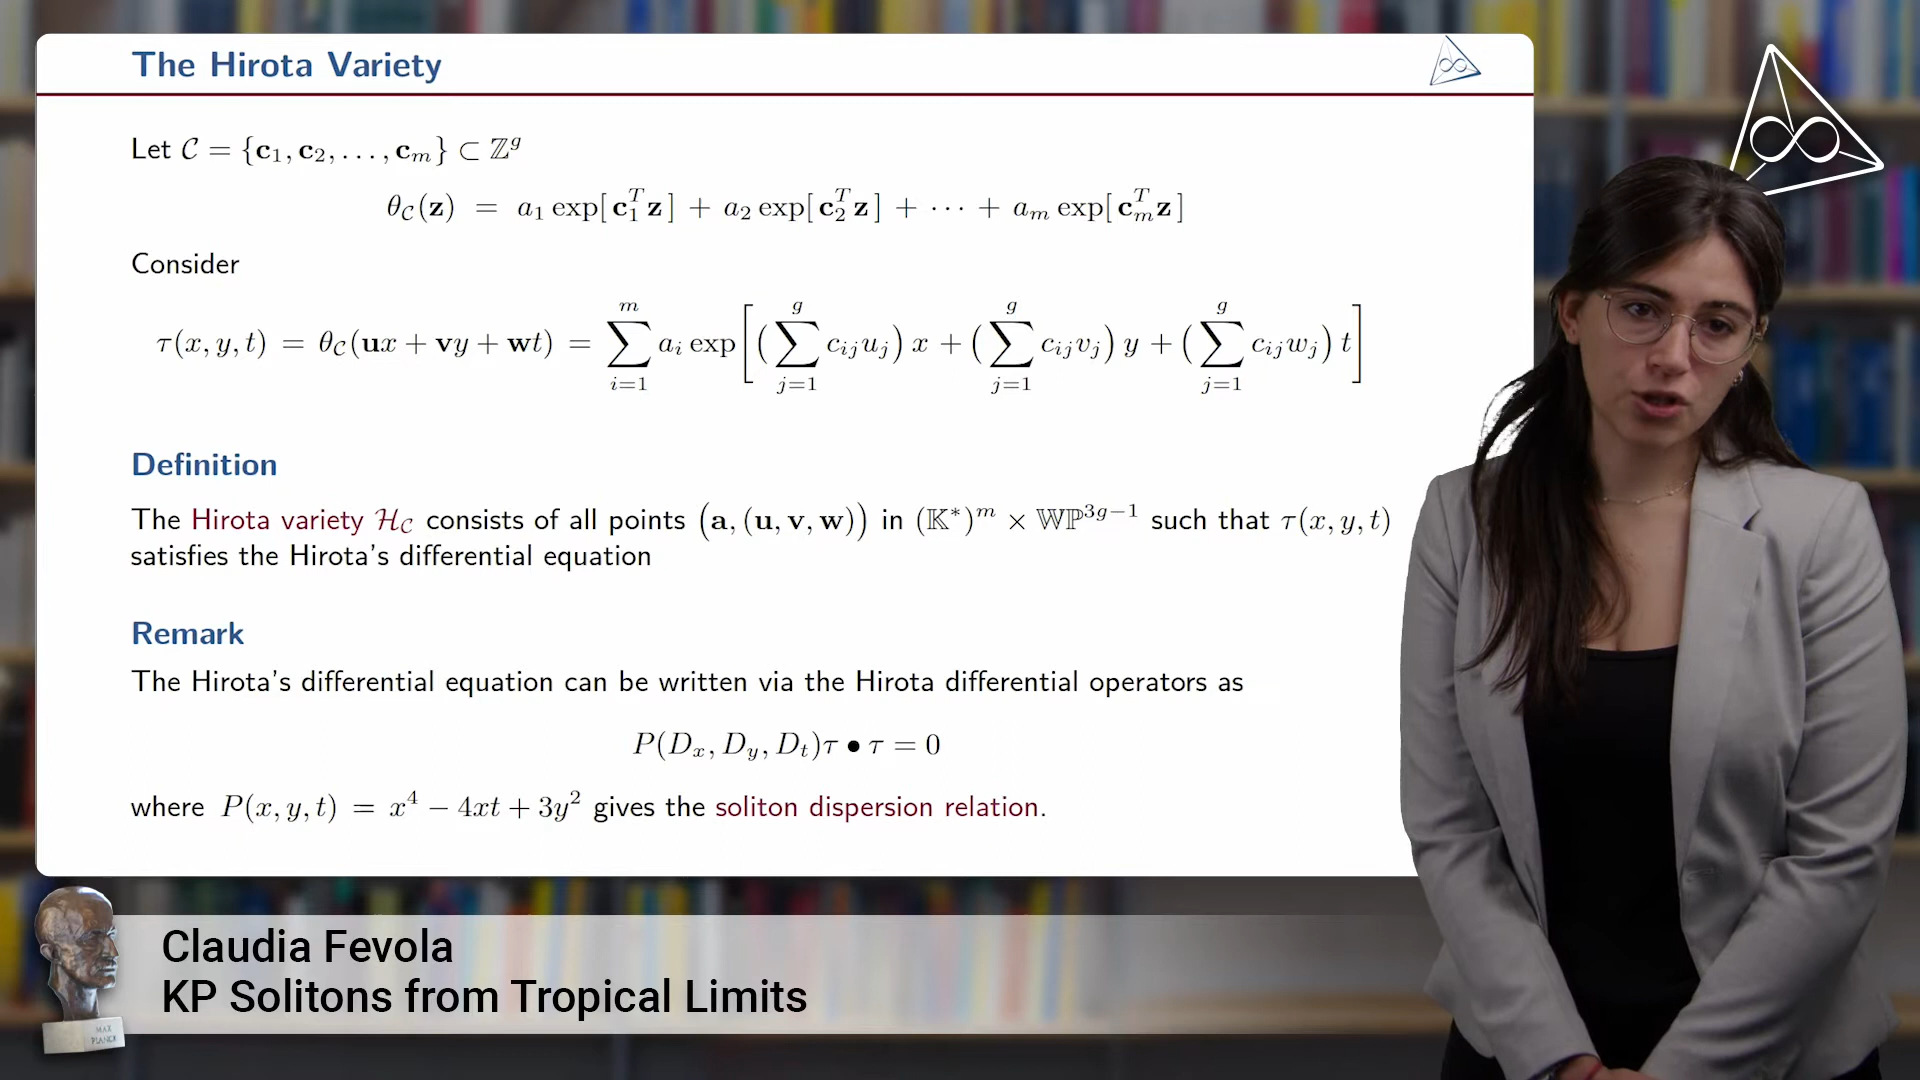 The Hirota Variety
Let 𝒞 = {c₁, c₂, …, cₘ} ⊂ ℤᵍ
θ_𝒞(z) = a₁ exp[c₁ᵀz] + a₂ exp[c₂ᵀz] + ⋯ + aₘ exp[cₘᵀz]
Consider
τ(x, y, t) = θ_𝒞(ux + vy + wt) = ∑_{i=1}^{m} aᵢ exp[(∑_{j=1}^{g} c_{ij}u_j) x + (∑_{j=1}^{g} c_{ij}v_j) y + (∑_{j=1}^{g} c_{ij}w_j) t]
Definition
The Hirota variety ℋ_𝒞 consists of all points (a, (u, v, w)) in (𝕂*)ᵐ × 𝕎ℙ^{3g−1} such that τ(x, y, t)
satisfies the Hirota's differential equation
Remark
The Hirota's differential equation can be written via the Hirota differential operators as
P(D_x, D_y, D_t)τ • τ = 0
where P(x, y, t) = x⁴ − 4xt + 3y² gives the soliton dispersion relation.
Claudia Fevola
KP Solitons from Tropical Limits
MAX
PLANCK